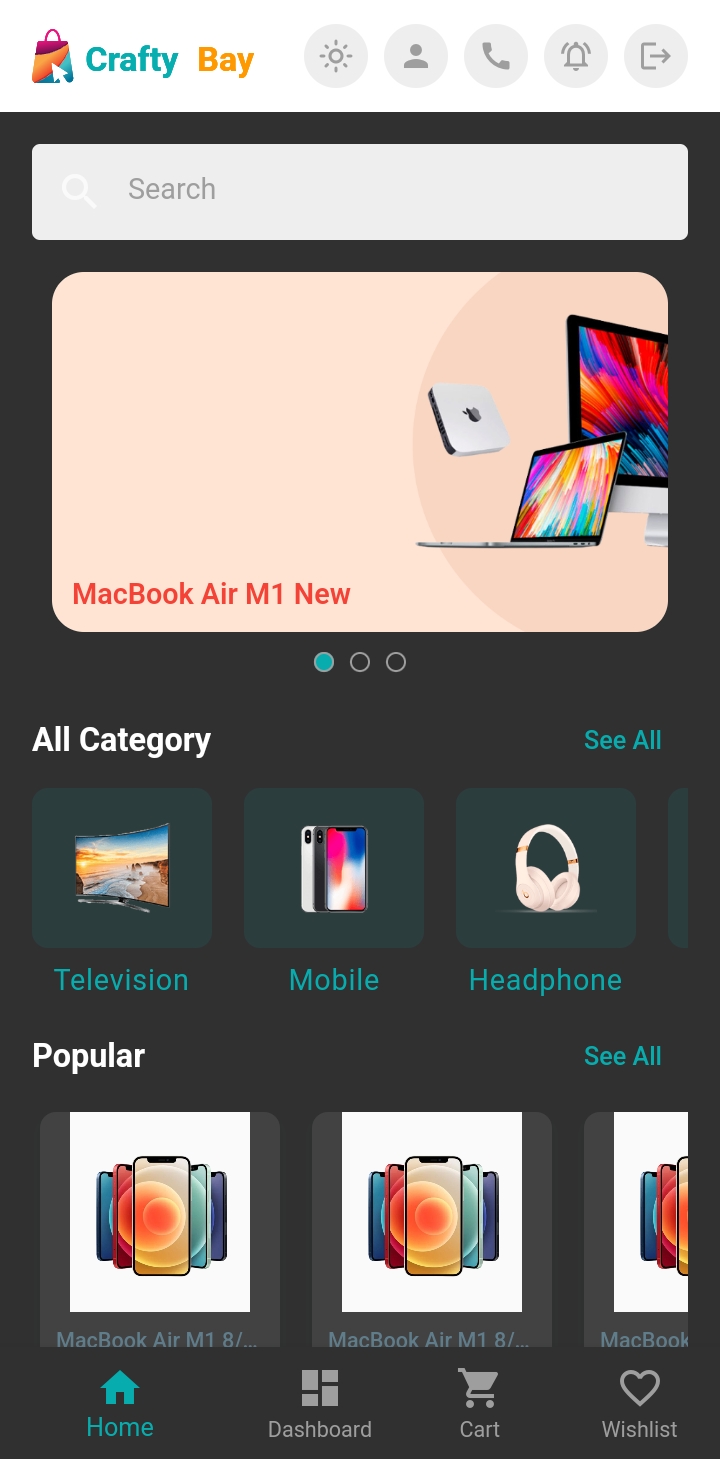 Crafty Bay
Search
MacBook Air M1 New
All Category See All
Television Mobile Headphone
Popular See All
MacBook Air M1 8/... MacBook Air M1 8/... MacBook
Home Dashboard Cart Wishlist